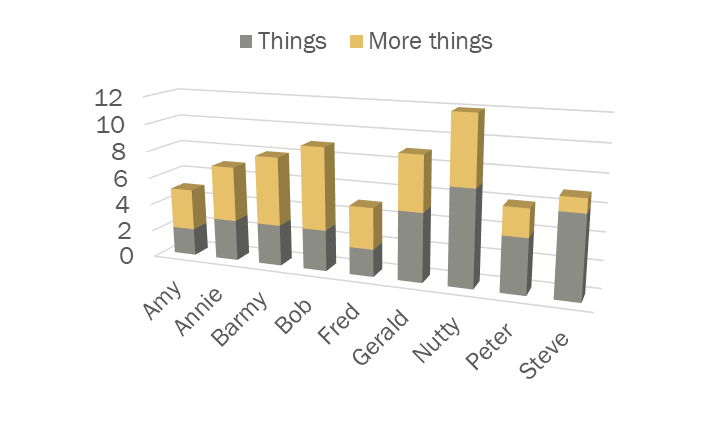 Things More things
12
10
8
6
4
2
0
Amy
Annie
Barmy
Bob
Fred
Gerald
Nutty
Peter
Steve